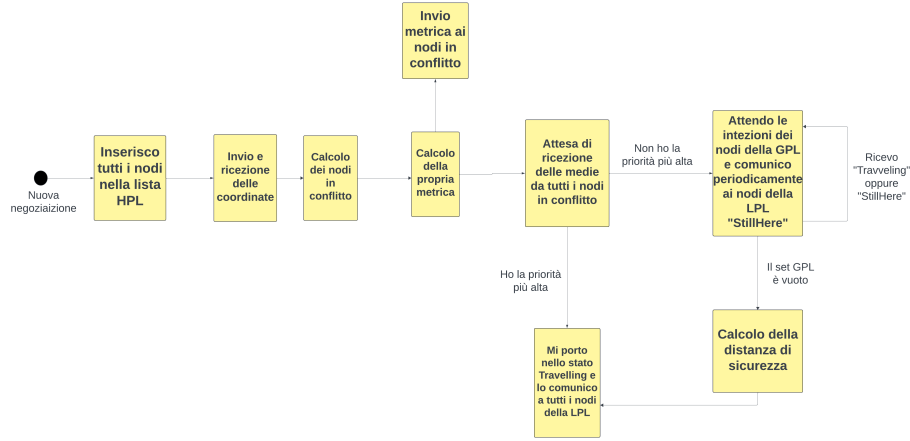 Nuova
negoziaizione
Inserisco
tutti i nodi
nella lista
HPL
Invio e
ricezione
delle
coordinate
Calcolo
dei nodi
in
conflitto
Calcolo
della
propria
metrica
Invio
metrica ai
nodi in
conflitto
Attesa di
ricezione
delle medie
da tutti i nodi
in conflitto
Non ho la
priorità più alta
Attendo le
intezioni dei
nodi della GPL
e comunico
periodicamente
ai nodi della
LPL
"StillHere"
Ricevo
"Travveling"
oppure
"StillHere"
Ho la priorità
più alta
Il set GPL
è vuoto
Calcolo della
distanza di
sicurezza
Mi porto
nello stato
Travelling e
lo comunico
a tutti i nodi
della LPL